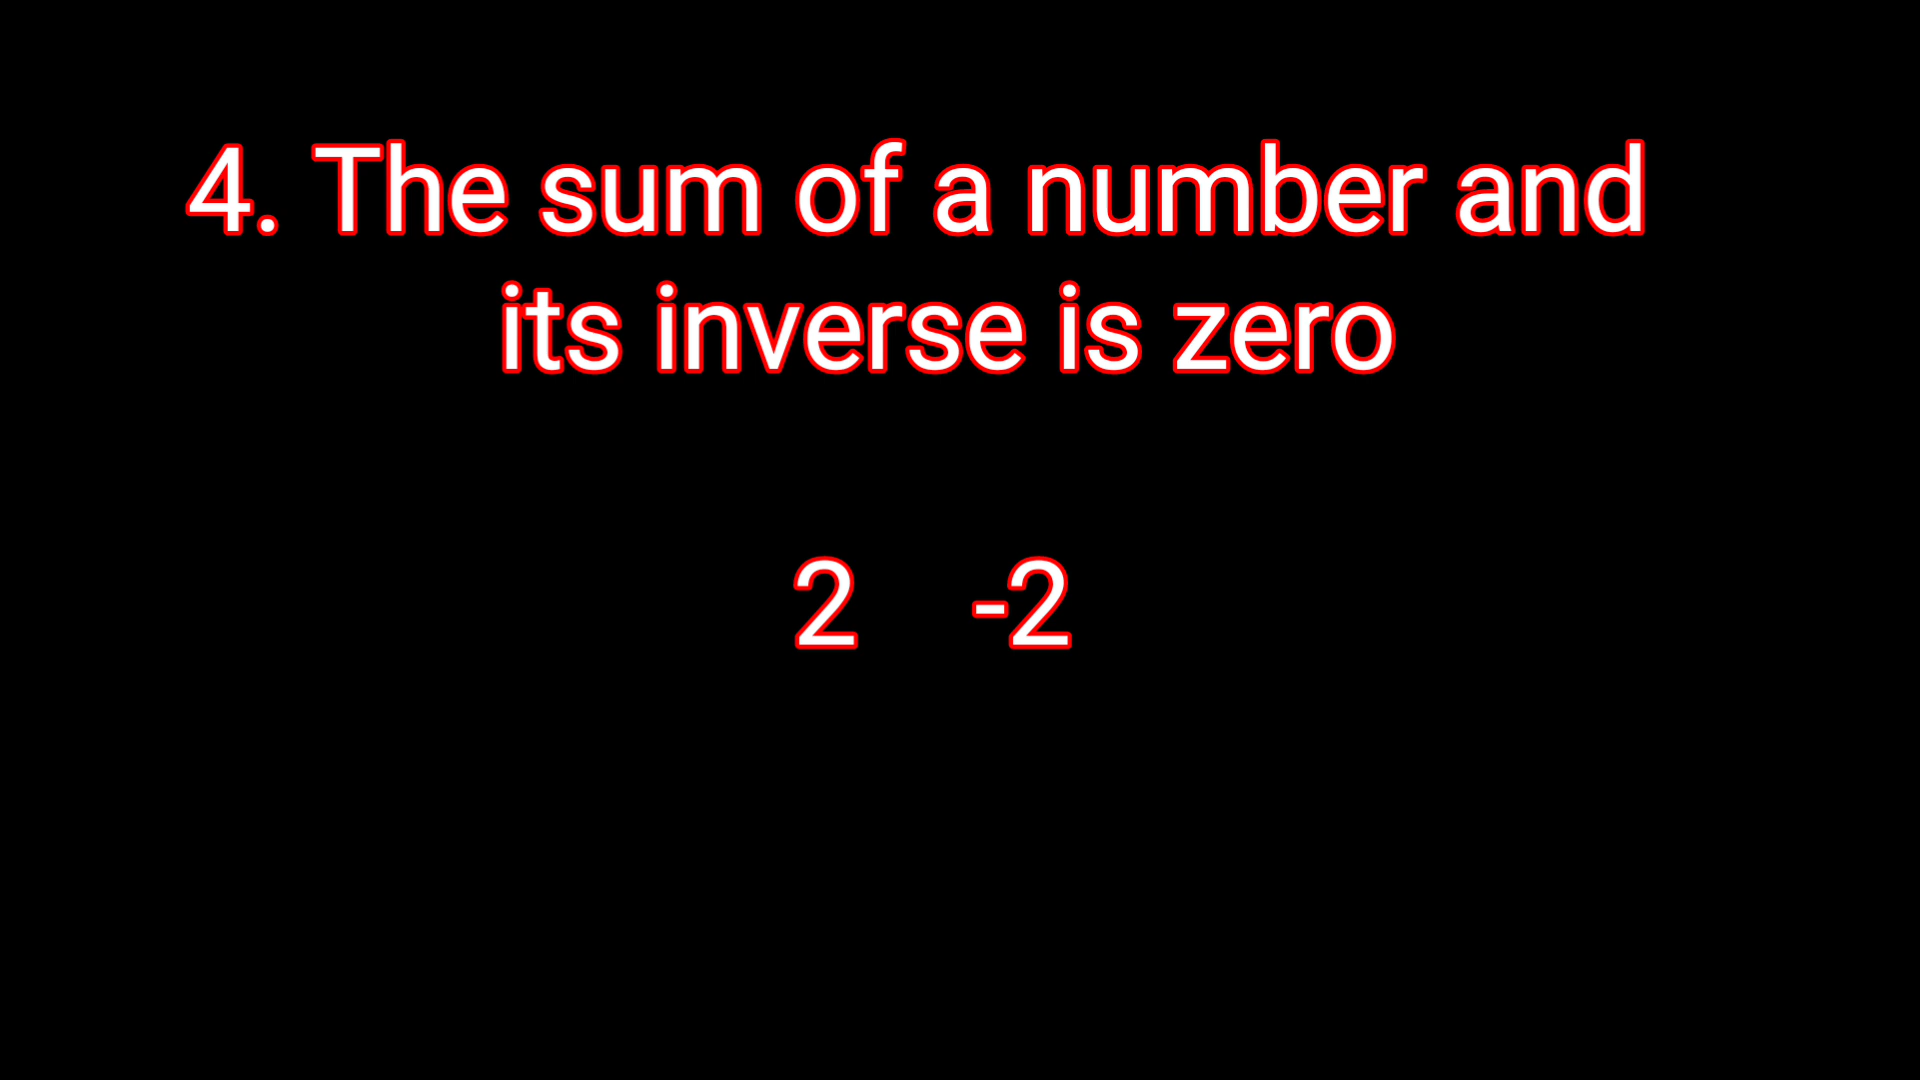 4. The sum of a number and
its inverse is zero
2 -2